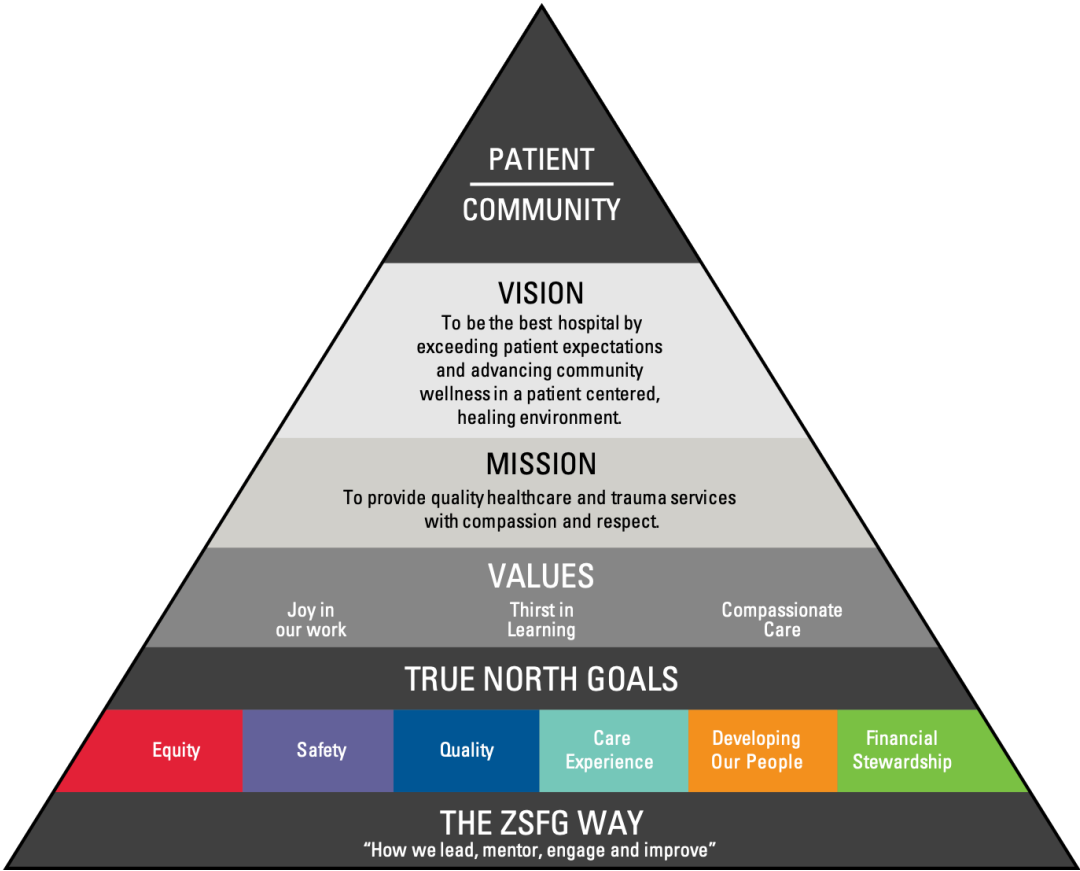 PATIENT
COMMUNITY
VISION
To be the best hospital by
exceeding patient expectations
and advancing community
wellness in a patient centered,
healing environment.
MISSION
To provide quality healthcare and trauma services
with compassion and respect.
VALUES
Joy in
our work
Thirst in
Learning
Compassionate
Care
TRUE NORTH GOALS
Equity
Safety
Quality
Care
Experience
Developing
Our People
Financial
Stewardship
THE ZSFG WAY
“How we lead, mentor, engage and improve”